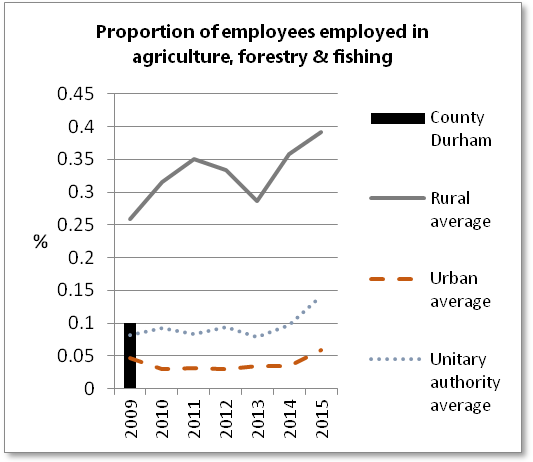 Proportion of employees employed in
agriculture, forestry & fishing
0.45
0.4
0.35
0.3
0.25
0.2
0.15
0.1
0.05
0
%
2009
2010
2011
2012
2013
2014
2015
County
Durham
Rural
average
Urban
average
Unitary
authority
average